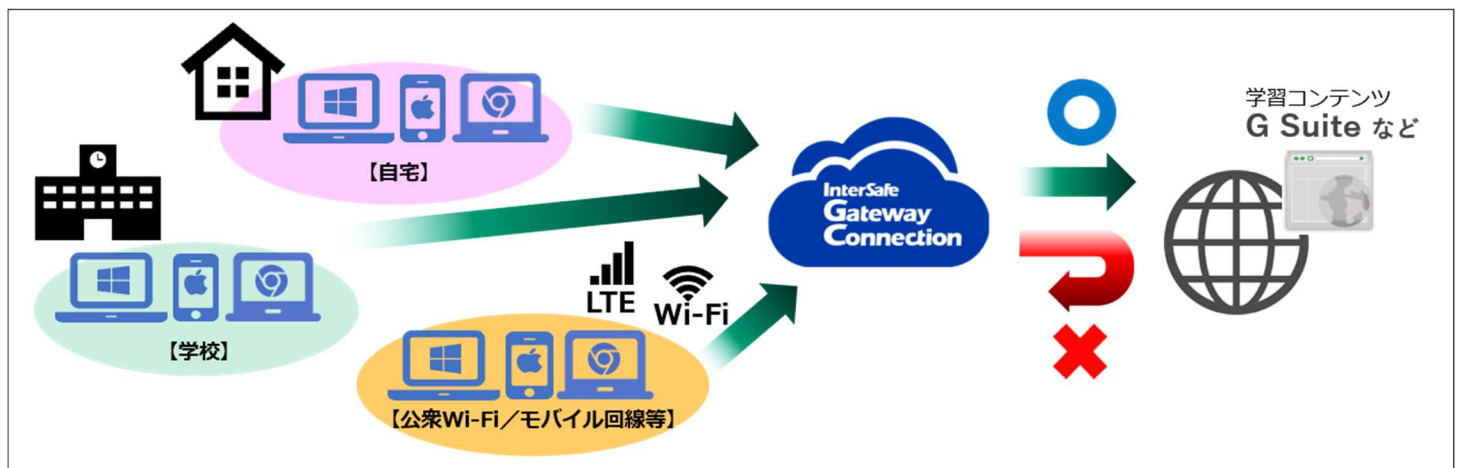 【自宅】
【学校】
LTE
Wi-Fi
【公衆Wi-Fi／モバイル回線等】
InterSafe
Gateway
Connection
学習コンテンツ
G Suite など